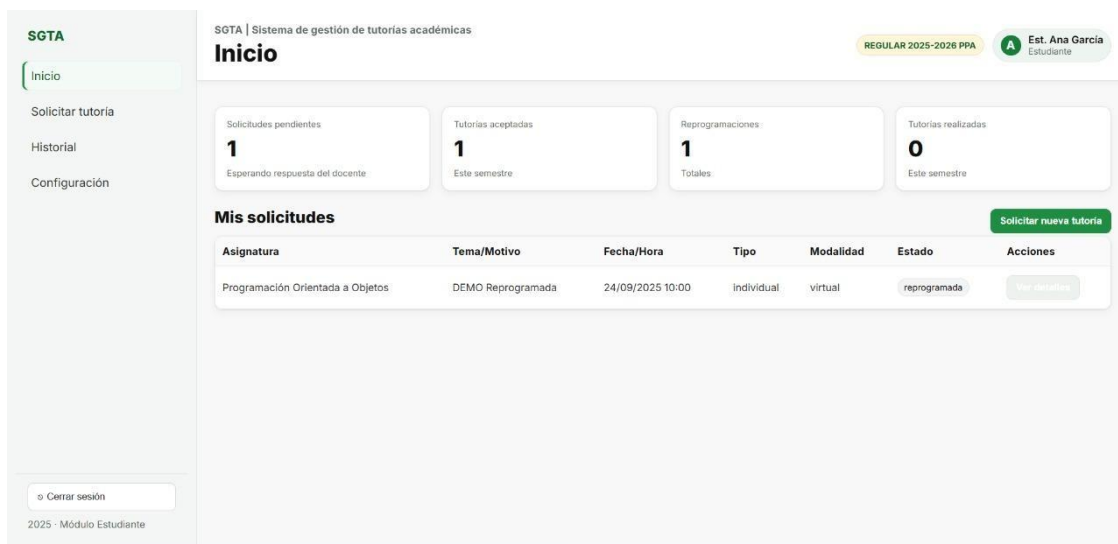 SGTA
Inicio
Solicitar tutoría
Historial
Configuración
Cerrar sesión
2025 · Módulo Estudiante
SGTA | Sistema de gestión de tutorías académicas
Inicio
REGULAR 2025-2026 PPA
A
Est. Ana García
Estudiante
Solicitudes pendientes
1
Esperando respuesta del docente
Tutorías aceptadas
1
Este semestre
Reprogramaciones
1
Totales
Tutorías realizadas
0
Este semestre
Mis solicitudes
Solicitar nueva tutoría
Asignatura Tema/Motivo Fecha/Hora Tipo Modalidad Estado Acciones
Programación Orientada a Objetos DEMO Reprogramada 24/09/2025 10:00 individual virtual reprogramada Ver detalles